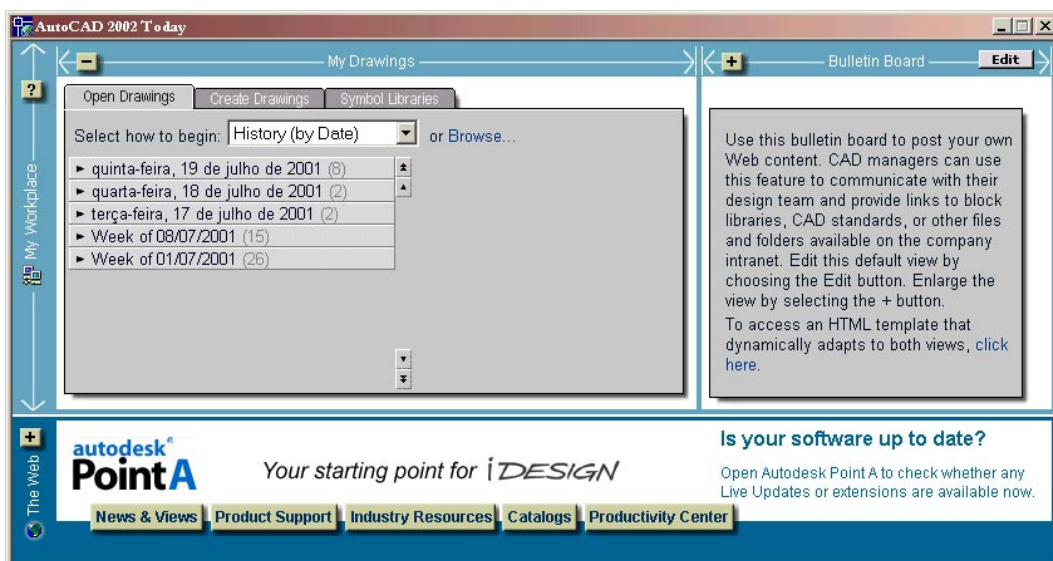 AutoCAD 2002 Today
My Drawings
Bulletin Board
Edit
?
My Workplace
Open Drawings
Create Drawings
Symbol Libraries
Select how to begin: History (by Date) or Browse...
quinta-feira, 19 de julho de 2001 (8)
quarta-feira, 18 de julho de 2001 (2)
terça-feira, 17 de julho de 2001 (2)
Week of 08/07/2001 (15)
Week of 01/07/2001 (26)
Use this bulletin board to post your own
Web content. CAD managers can use
this feature to communicate with their
design team and provide links to block
libraries, CAD standards, or other files
and folders available on the company
intranet. Edit this default view by
choosing the Edit button. Enlarge the
view by selecting the + button.
To access an HTML template that
dynamically adapts to both views, click
here.
The Web
autodesk®
Point A
Your starting point for iDESIGN
Is your software up to date?
Open Autodesk Point A to check whether any
Live Updates or extensions are available now.
News & Views
Product Support
Industry Resources
Catalogs
Productivity Center